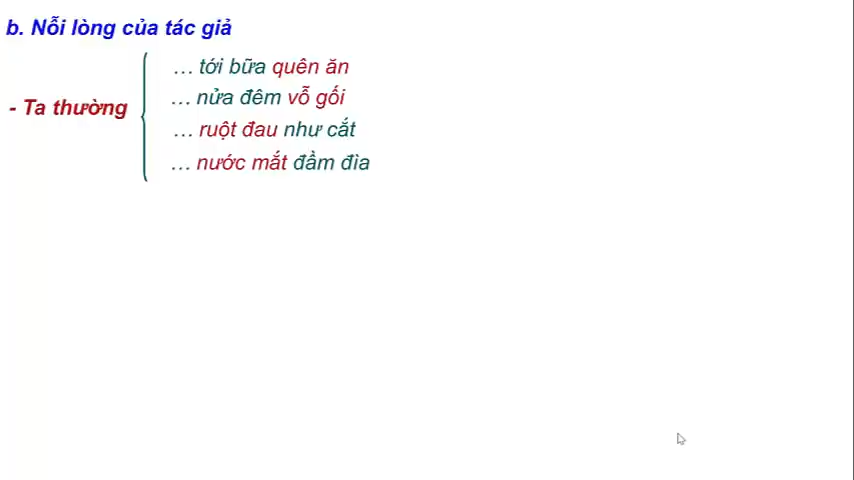 b. Nỗi lòng của tác giả
- Ta thường
… tới bữa quên ăn
… nửa đêm vỗ gối
… ruột đau như cắt
… nước mắt đầm đìa